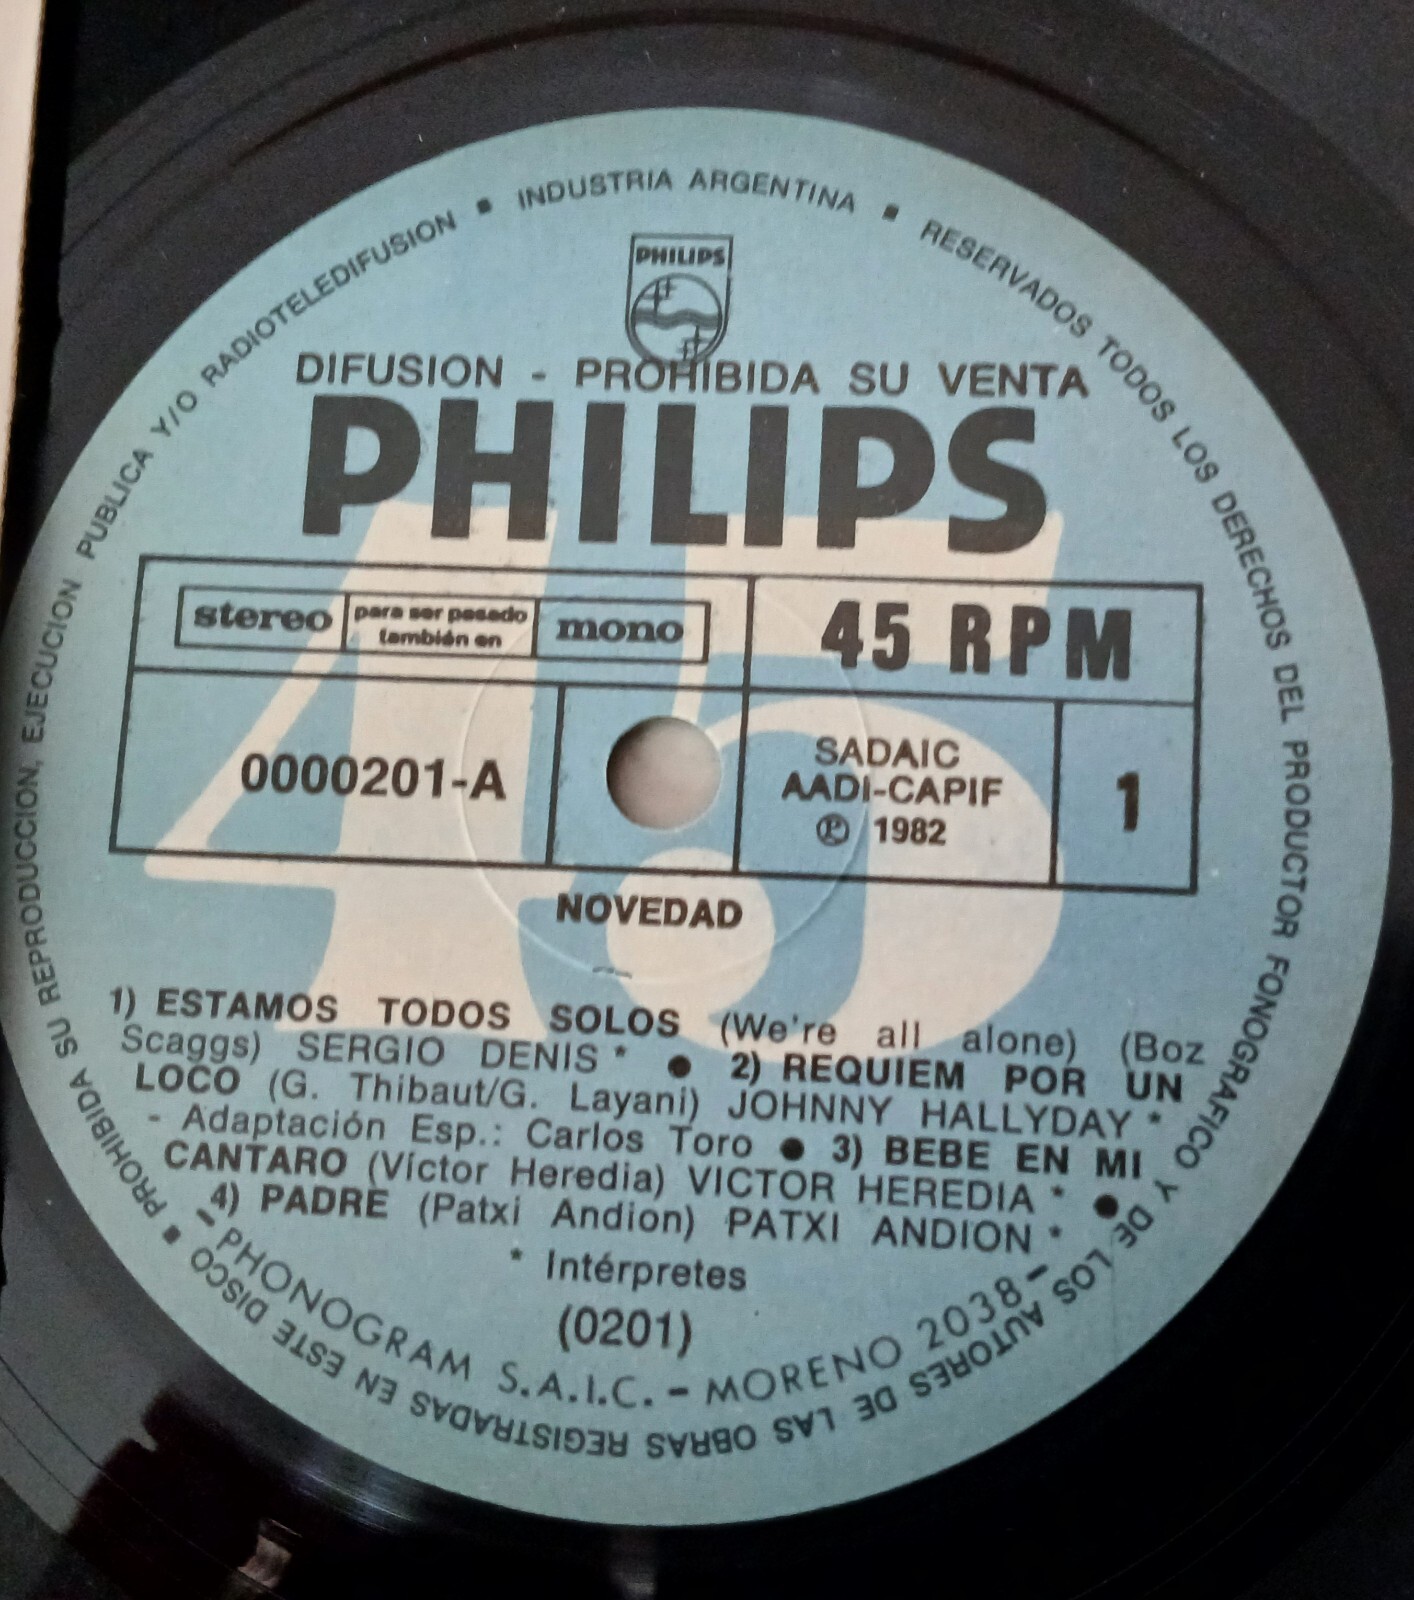 PROHIBIDA SU REPRODUCCION, EJECUCION PUBLICA Y/O RADIOTELEDIFUSION ▪ INDUSTRIA ARGENTINA ▪ RESERVADOS TODOS LOS DERECHOS DEL PRODUCTOR FONOGRAFICO Y DE LOS AUTORES DE LAS OBRAS REGISTRADAS EN ESTE DISCO ▪
PHILIPS
DIFUSION - PROHIBIDA SU VENTA
PHILIPS
45
stereo para ser pasado también en mono
45 RPM
0000201-A
SADAIC
AADI-CAPIF
Ⓟ 1982
1
NOVEDAD
1) ESTAMOS TODOS SOLOS (We're all alone) (Boz
Scaggs) SERGIO DENIS * ● 2) REQUIEM POR UN
LOCO (G. Thibaut/G. Layani) JOHNNY HALLYDAY *
- Adaptación Esp.: Carlos Toro ● 3) BEBE EN MI
CANTARO (Víctor Heredia) VICTOR HEREDIA * ●
4) PADRE (Patxi Andion) PATXI ANDION *
* Intérpretes
(0201)
- PHONOGRAM S.A.I.C. - MORENO 2038 -